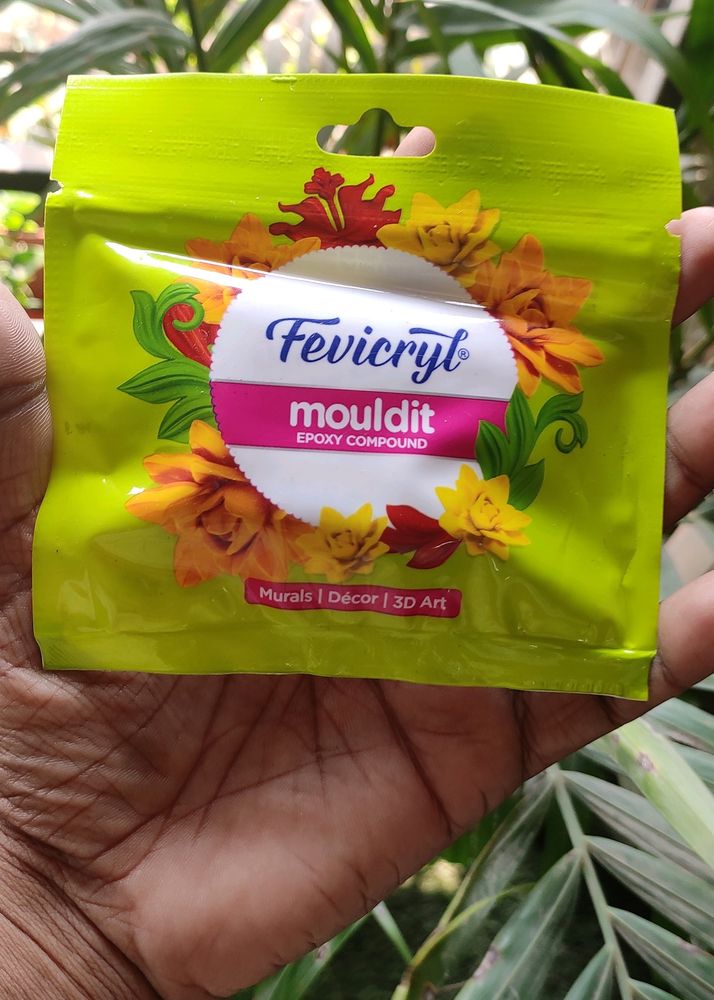 Fevicryl®
mouldit
EPOXY COMPOUND
Murals | Décor | 3D Art